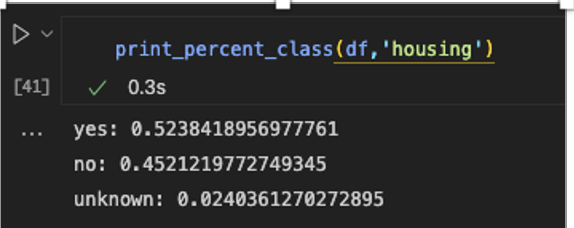 print_percent_class(df,'housing')
[41]
0.3s
...
yes: 0.5238418956977761
no: 0.4521219772749345
unknown: 0.0240361270272895